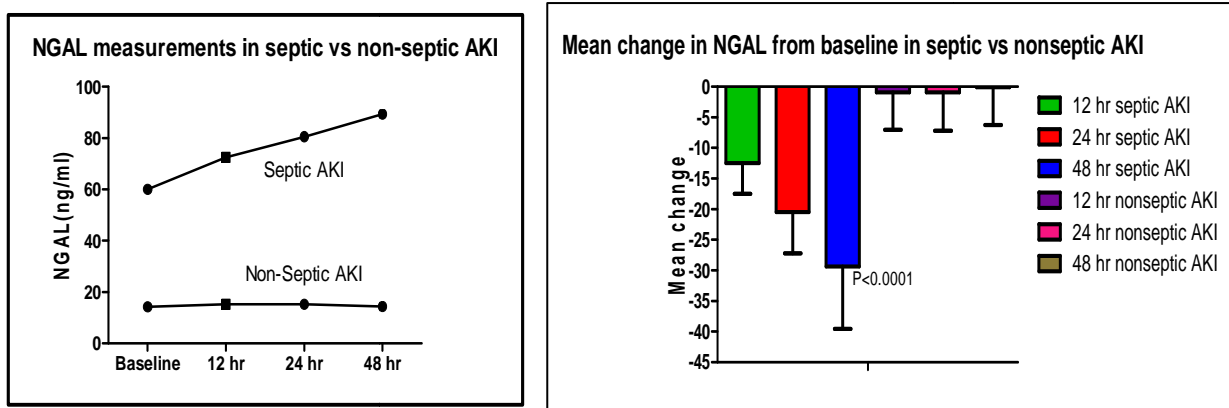 NGAL measurements in septic vs non-septic AKI
NGAL(ng/ml)
100
80
60
40
20
0
Septic AKI
Non-Septic AKI
Baseline 12 hr 24 hr 48 hr
Mean change in NGAL from baseline in septic vs nonseptic AKI
Mean change
0
-5
-10
-15
-20
-25
-30
-35
-40
-45
P<0.0001
12 hr septic AKI
24 hr septic AKI
48 hr septic AKI
12 hr nonseptic AKI
24 hr nonseptic AKI
48 hr nonseptic AKI